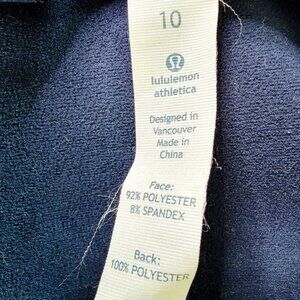 10
lululemon
athletica
Designed in
Vancouver
Made in
China
Face:
92% POLYESTER
8% SPANDEX
Back:
100% POLYESTER